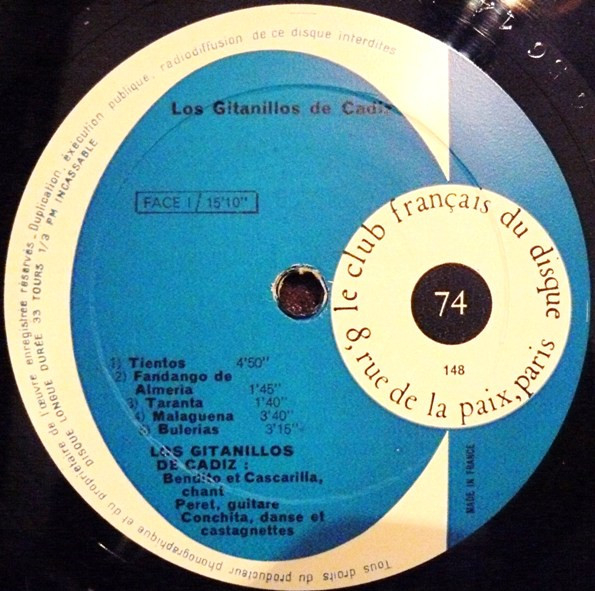 Tous droits du producteur phonographique et du propriétaire de l'œuvre enregistrée réservés - Duplication, exécution publique, radiodiffusion de ce disque interdites
DISQUE LONGUE DURÉE 33 TOURS 1/3 PM INCASSABLE
Los Gitanillos de Cadiz
FACE I / 15'10"
le club français du disque
8, rue de la paix, paris
74
148
1) Tientos 4'50"
2) Fandango de
Almeria 1'45"
3) Taranta 1'40"
4) Malaguena 3'40"
5) Bulerias 3'15"
LOS GITANILLOS
DE CADIZ :
Bendito et Cascarilla,
chant
Peret, guitare
Conchita, danse et
castagnettes
MADE IN FRANCE